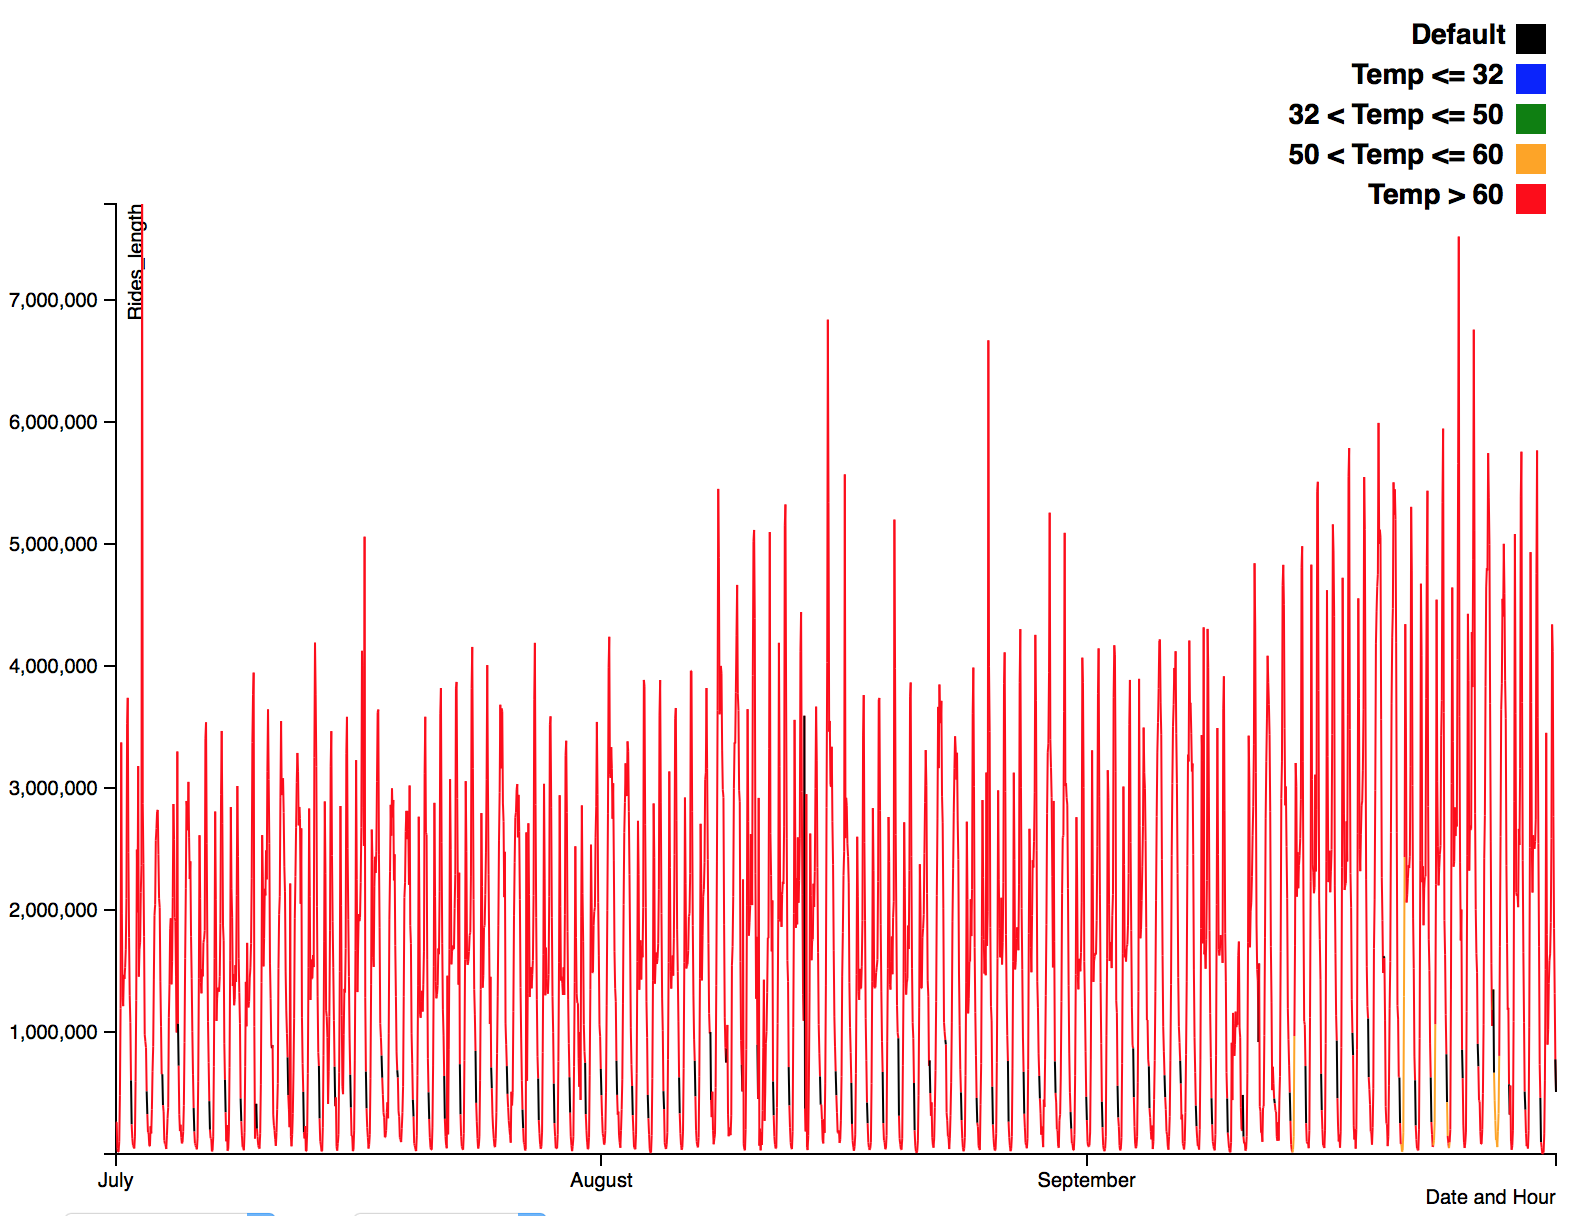 Default
Temp <= 32
32 < Temp <= 50
50 < Temp <= 60
Temp > 60
Rides_length
7,000,000
6,000,000
5,000,000
4,000,000
3,000,000
2,000,000
1,000,000
July
August
September
Date and Hour